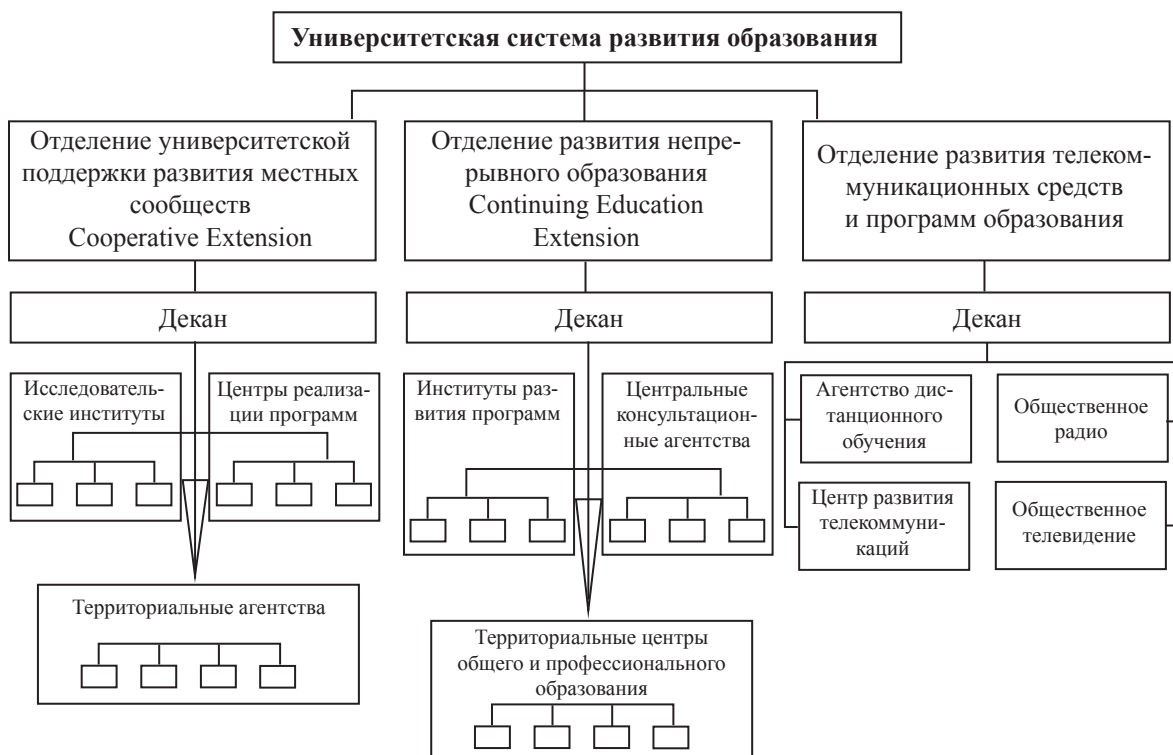 Университетская система развития образования
Отделение университетской
поддержки развития местных
сообществ
Cooperative Extension
Отделение развития непре-
рывного образования
Continuing Education
Extension
Отделение развития телеком-
муникационных средств
и программ образования
Декан
Декан
Декан
Исследователь-
ские институты
Центры реализа-
ции программ
Институты раз-
вития программ
Центральные
консультацион-
ные агентства
Агентство дис-
танционного
обучения
Общественное
радио
Центр развития
телекоммуни-
каций
Общественное
телевидение
Территориальные агентства
Территориальные центры
общего и профессионального
образования